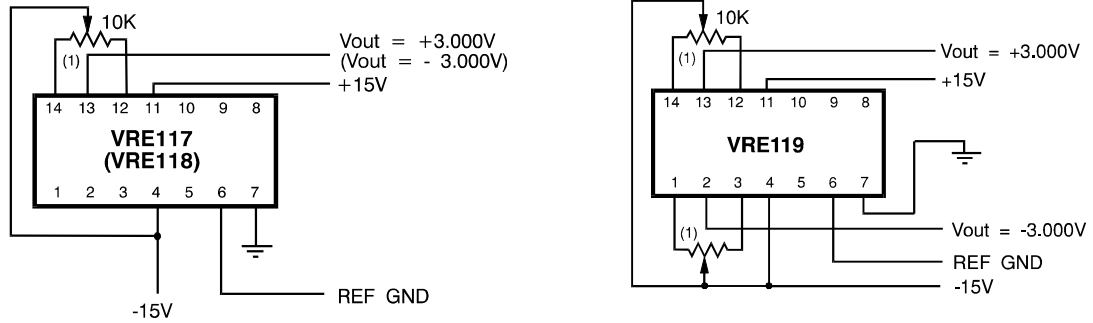 10K
(1)
Vout = +3.000V
(Vout = - 3.000V)
+15V
14 13 12 11 10 9 8
VRE117
(VRE118)
1 2 3 4 5 6 7
REF GND
-15V
10K
(1)
Vout = +3.000V
+15V
14 13 12 11 10 9 8
VRE119
1 2 3 4 5 6 7
(1)
Vout = -3.000V
REF GND
-15V